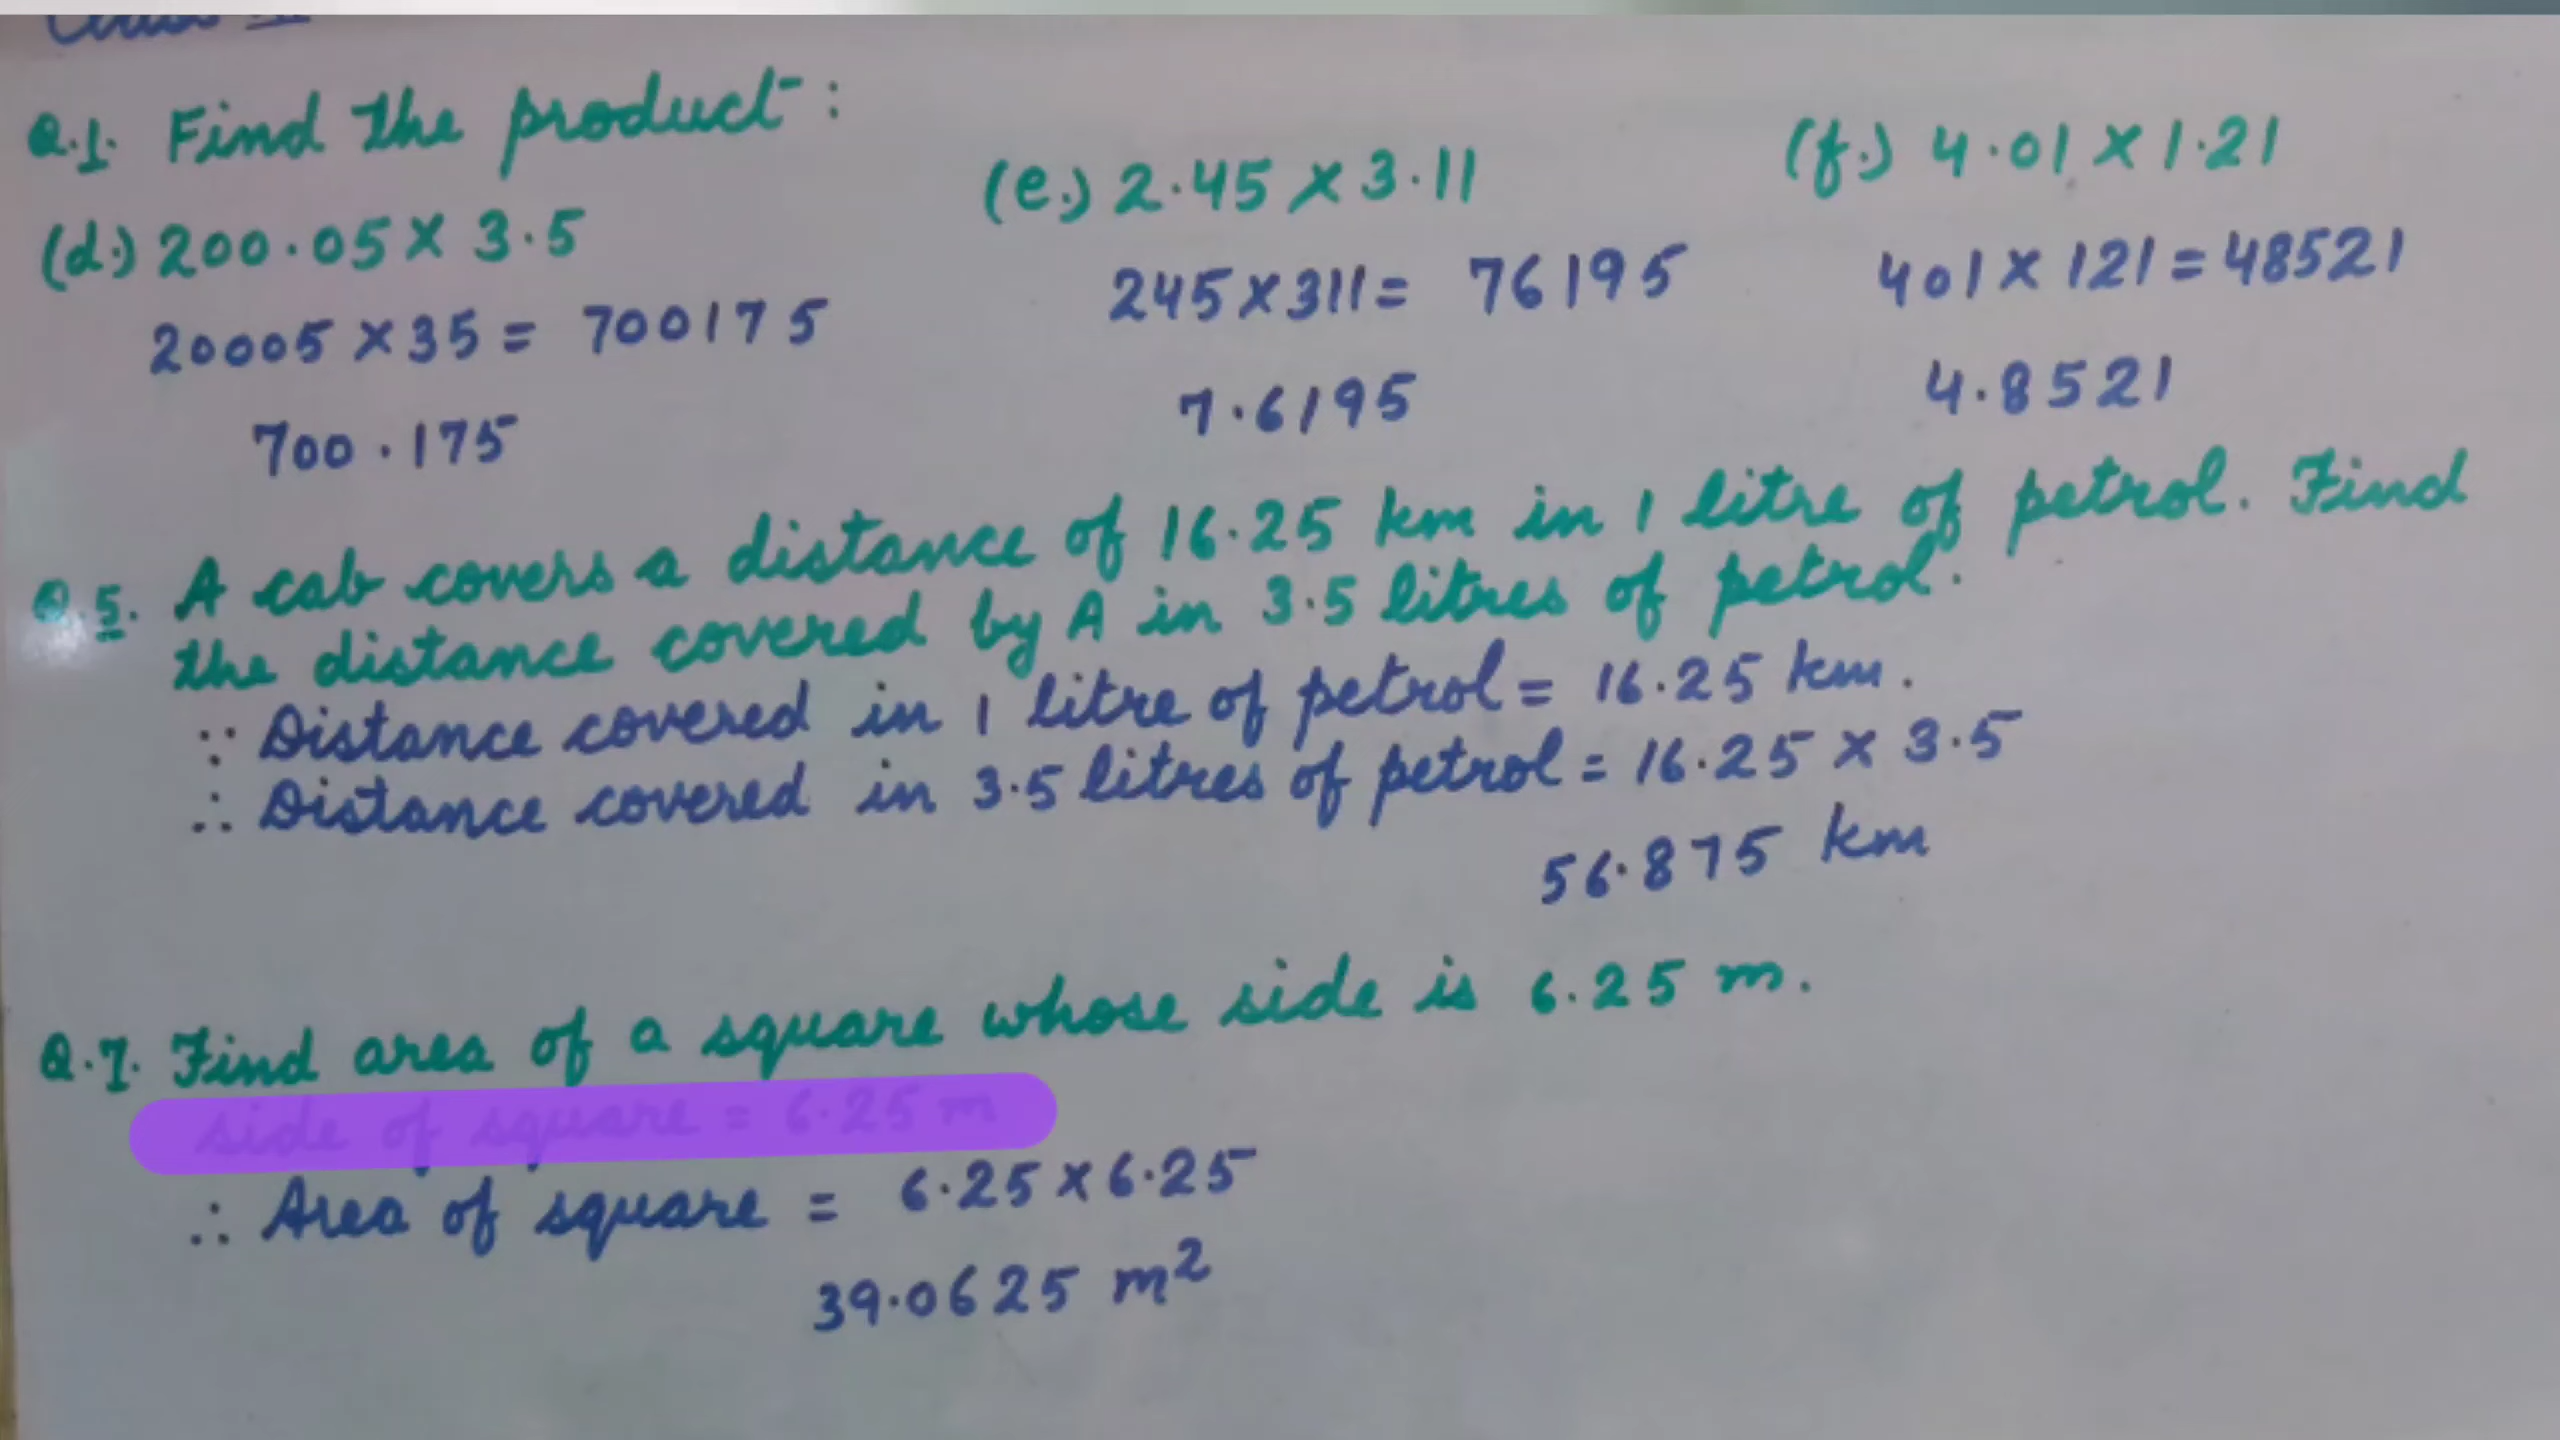 Q.1. Find the product:
(d.) 200.05 × 3.5
20005 × 35 = 700175
700.175
(e.) 2.45 × 3.11
245 × 311 = 76195
7.6195
(f.) 4.01 × 1.21
401 × 121 = 48521
4.8521
Q.5. A cab covers a distance of 16.25 km in 1 litre of petrol. Find
the distance covered by A in 3.5 litres of petrol.
∵ Distance covered in 1 litre of petrol = 16.25 km.
∴ Distance covered in 3.5 litres of petrol = 16.25 × 3.5
56.875 km
Q.7. Find area of a square whose side is 6.25 m.
side of square = 6.25 m
∴ Area of square = 6.25 × 6.25
39.0625 m²